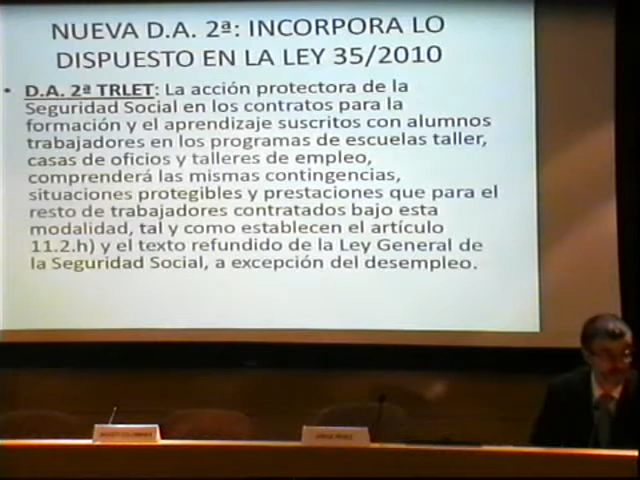 NUEVA D.A. 2ª: INCORPORA LO
DISPUESTO EN LA LEY 35/2010
• D.A. 2ª TRLET: La acción protectora de la
Seguridad Social en los contratos para la
formación y el aprendizaje suscritos con alumnos
trabajadores en los programas de escuelas taller,
casas de oficios y talleres de empleo,
comprenderá las mismas contingencias,
situaciones protegibles y prestaciones que para el
resto de trabajadores contratados bajo esta
modalidad, tal y como establecen el artículo
11.2.h) y el texto refundido de la Ley General de
la Seguridad Social, a excepción del desempleo.